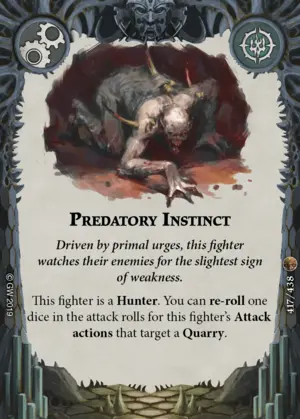 PREDATORY INSTINCT
Driven by primal urges, this fighter
watches their enemies for the slightest sign
of weakness.
This fighter is a Hunter. You can re-roll one
dice in the attack rolls for this fighter's Attack
actions that target a Quarry.
© GW 2019
417/438